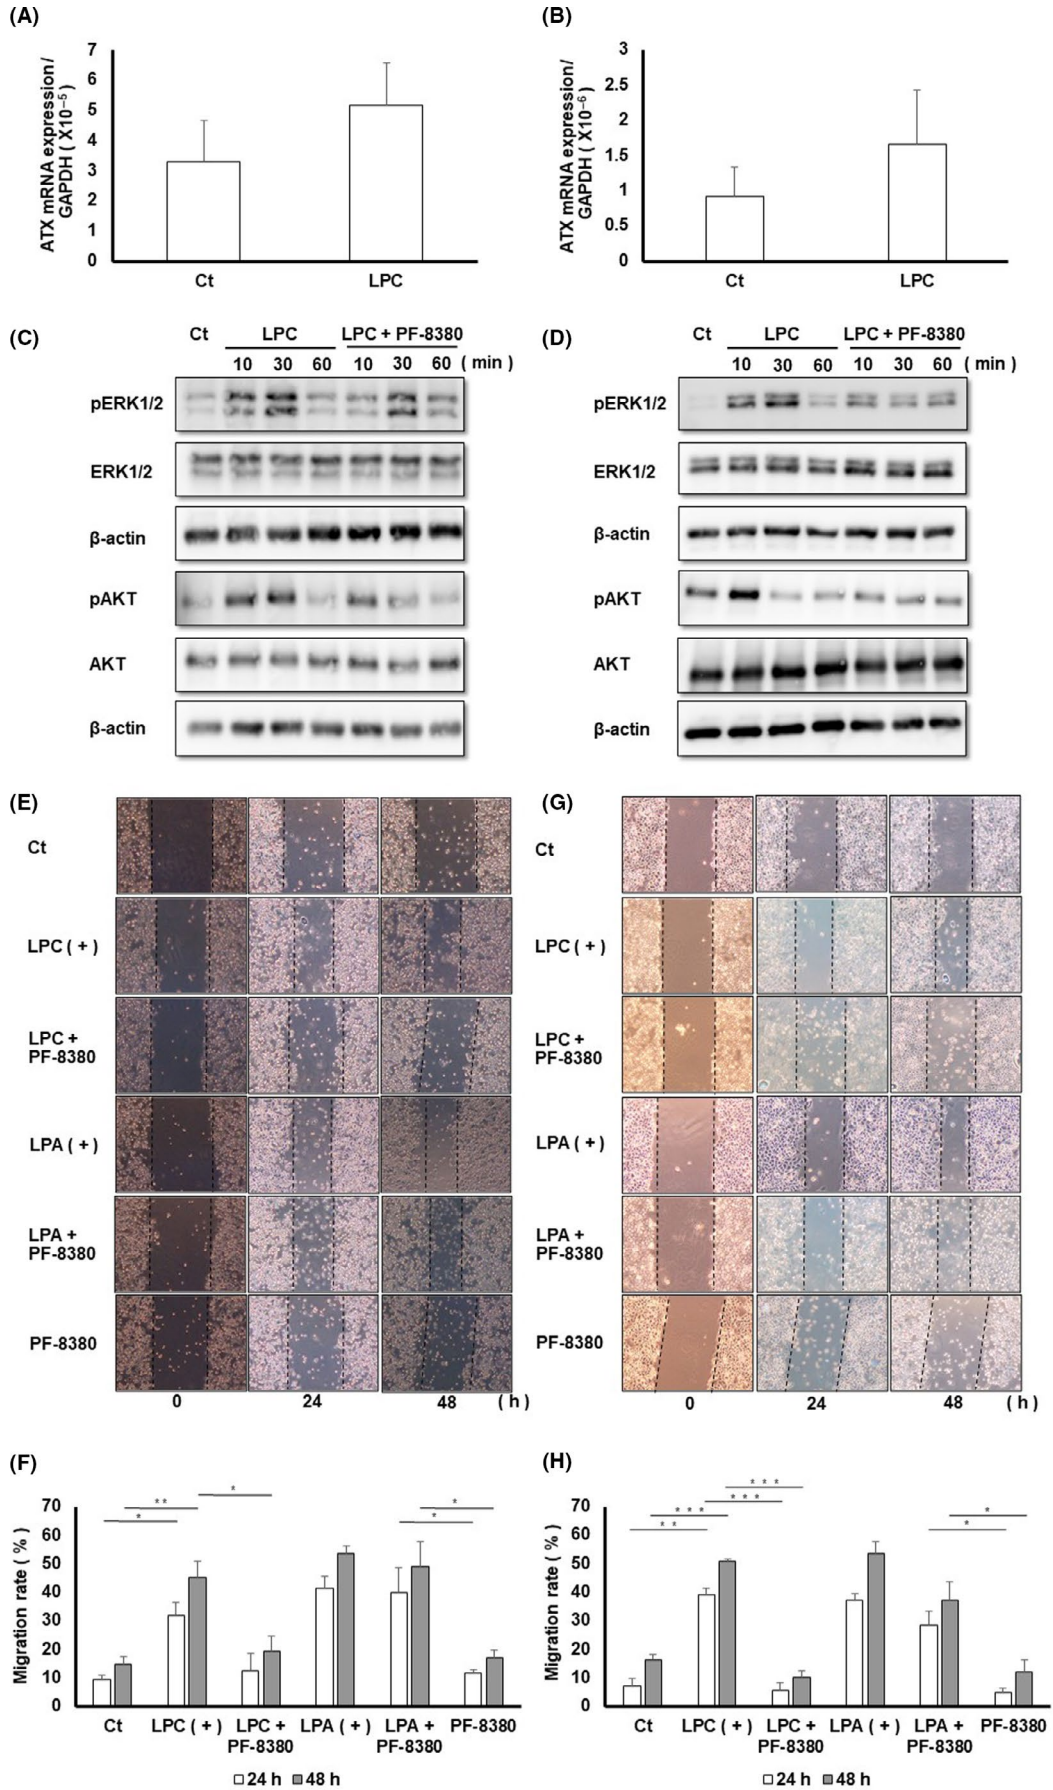 (A)
ATX mRNA expression/
GAPDH ( X10⁻⁵)
7
6
5
4
3
2
1
0
Ct
LPC
(B)
ATX mRNA expression/
GAPDH ( X10⁻⁶)
3
2.5
2
1.5
1
0.5
0
Ct
LPC
(C)
Ct
LPC
LPC + PF-8380
10 30 60 10 30 60 ( min )
pERK1/2
ERK1/2
β-actin
pAKT
AKT
β-actin
(D)
Ct
LPC
LPC + PF-8380
10 30 60 10 30 60 ( min )
pERK1/2
ERK1/2
β-actin
pAKT
AKT
β-actin
(E)
Ct
LPC ( + )
LPC +
PF-8380
LPA ( + )
LPA +
PF-8380
PF-8380
0 24 48 ( h )
(G)
Ct
LPC ( + )
LPC +
PF-8380
LPA ( + )
LPA +
PF-8380
PF-8380
0 24 48 ( h )
(F)
Migration rate ( % )
70
60
50
40
30
20
10
0
* *
*
*
*
*
Ct
LPC ( + )
LPC +
PF-8380
LPA ( + )
LPA +
PF-8380
PF-8380
24 h 48 h
(H)
Migration rate ( % )
70
60
50
40
30
20
10
0
* * *
* * *
* * *
* *
*
*
Ct
LPC ( + )
LPC +
PF-8380
LPA ( + )
LPA +
PF-8380
PF-8380
24 h 48 h